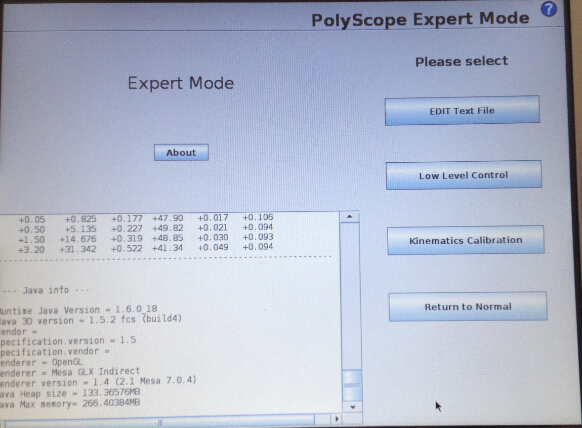 PolyScope Expert Mode
?
Please select
Expert Mode
EDIT Text File
About
Low Level Control
+0.05 +0.825 +0.177 +47.90 +0.017 +0.106
+0.50 +5.135 +0.227 +49.82 +0.021 +0.094
+1.50 +14.676 +0.319 +48.85 +0.030 +0.093
+3.20 +31.342 +0.522 +41.34 +0.049 +0.094
Kinematics Calibration
--- Java info ---
untime Java Version = 1.6.0_18
ava 3D version = 1.5.2 fcs (build4)
endor =
pecification.version = 1.5
pecification.vendor =
enderer = OpenGL
enderer = Mesa GLX Indirect
enderer version = 1.4 (2.1 Mesa 7.0.4)
ava Heap size = 133.36576MB
ava Max memory= 266.40384MB
Return to Normal